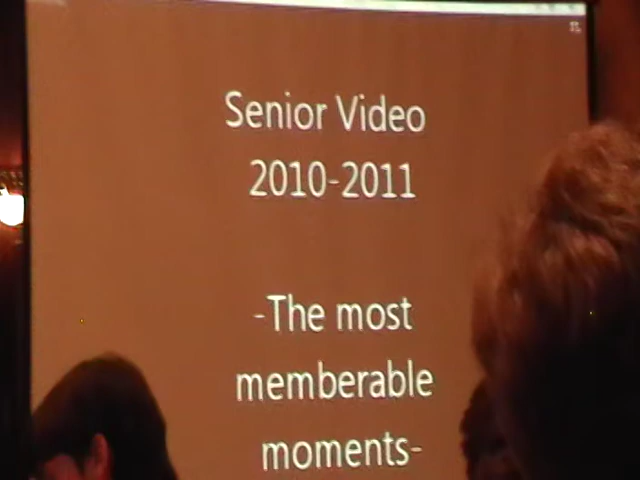 Senior Video
2010-2011
-The most
memberable
moments-